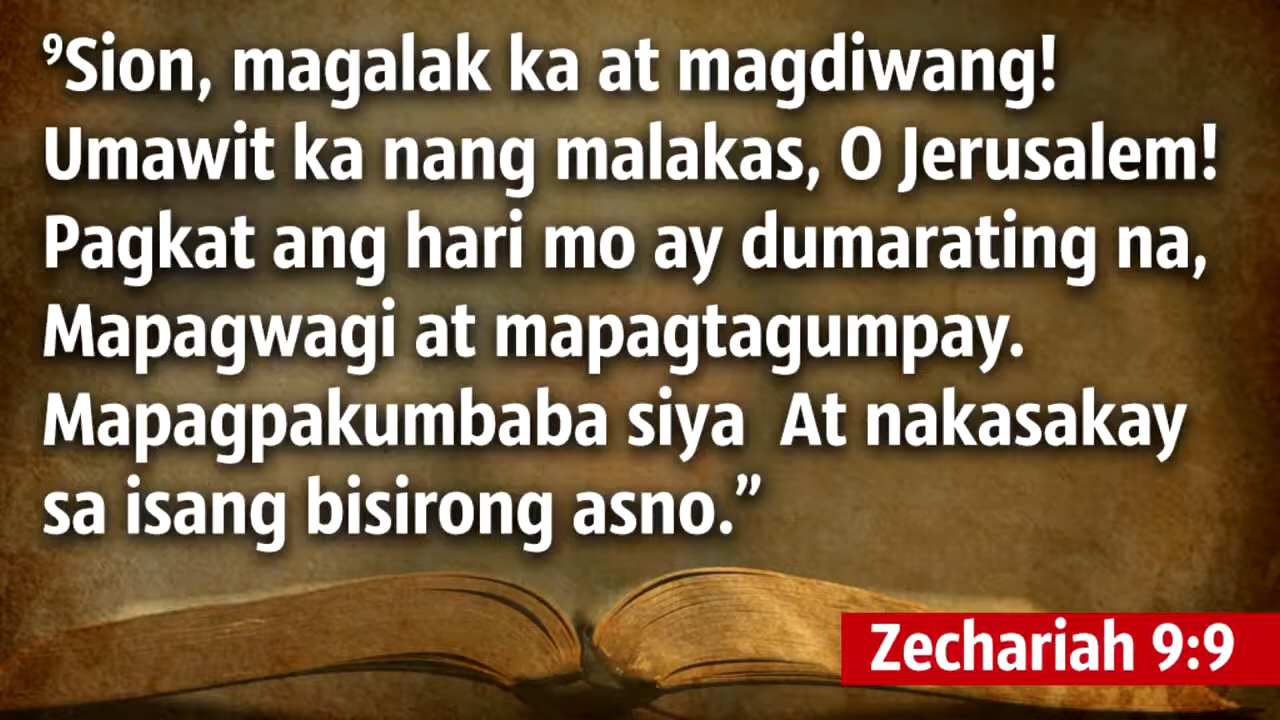 ⁹Sion, magalak ka at magdiwang!
Umawit ka nang malakas, O Jerusalem!
Pagkat ang hari mo ay dumarating na,
Mapagwagi at mapagtagumpay.
Mapagpakumbaba siya  At nakasakay
sa isang bisirong asno.”
Zechariah 9:9